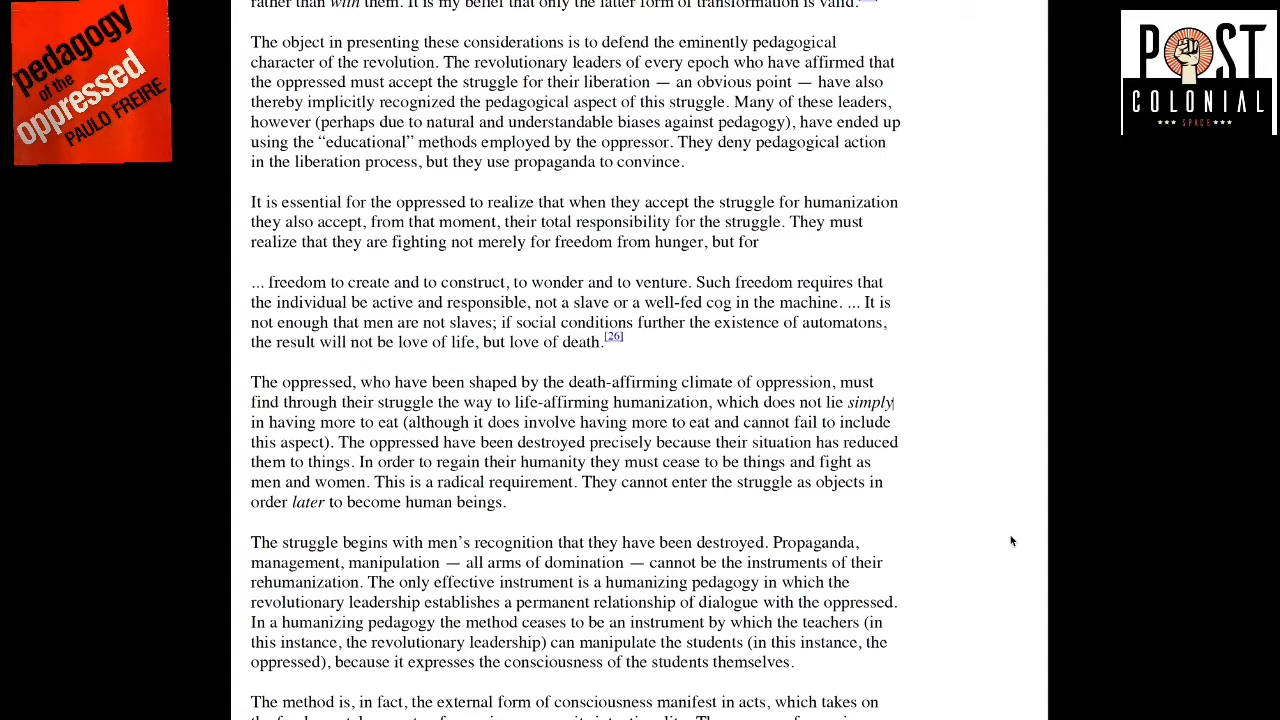 pedagogy
of the
oppressed
PAULO FREIRE
POST
COLONIAL
*** SPACE ***
rather than with them. It is my belief that only the latter form of transformation is valid.
The object in presenting these considerations is to defend the eminently pedagogical
character of the revolution. The revolutionary leaders of every epoch who have affirmed that
the oppressed must accept the struggle for their liberation — an obvious point — have also
thereby implicitly recognized the pedagogical aspect of this struggle. Many of these leaders,
however (perhaps due to natural and understandable biases against pedagogy), have ended up
using the “educational” methods employed by the oppressor. They deny pedagogical action
in the liberation process, but they use propaganda to convince.
It is essential for the oppressed to realize that when they accept the struggle for humanization
they also accept, from that moment, their total responsibility for the struggle. They must
realize that they are fighting not merely for freedom from hunger, but for
... freedom to create and to construct, to wonder and to venture. Such freedom requires that
the individual be active and responsible, not a slave or a well-fed cog in the machine. ... It is
not enough that men are not slaves; if social conditions further the existence of automatons,
the result will not be love of life, but love of death.[26]
The oppressed, who have been shaped by the death-affirming climate of oppression, must
find through their struggle the way to life-affirming humanization, which does not lie simply
in having more to eat (although it does involve having more to eat and cannot fail to include
this aspect). The oppressed have been destroyed precisely because their situation has reduced
them to things. In order to regain their humanity they must cease to be things and fight as
men and women. This is a radical requirement. They cannot enter the struggle as objects in
order later to become human beings.
The struggle begins with men’s recognition that they have been destroyed. Propaganda,
management, manipulation — all arms of domination — cannot be the instruments of their
rehumanization. The only effective instrument is a humanizing pedagogy in which the
revolutionary leadership establishes a permanent relationship of dialogue with the oppressed.
In a humanizing pedagogy the method ceases to be an instrument by which the teachers (in
this instance, the revolutionary leadership) can manipulate the students (in this instance, the
oppressed), because it expresses the consciousness of the students themselves.
The method is, in fact, the external form of consciousness manifest in acts, which takes on